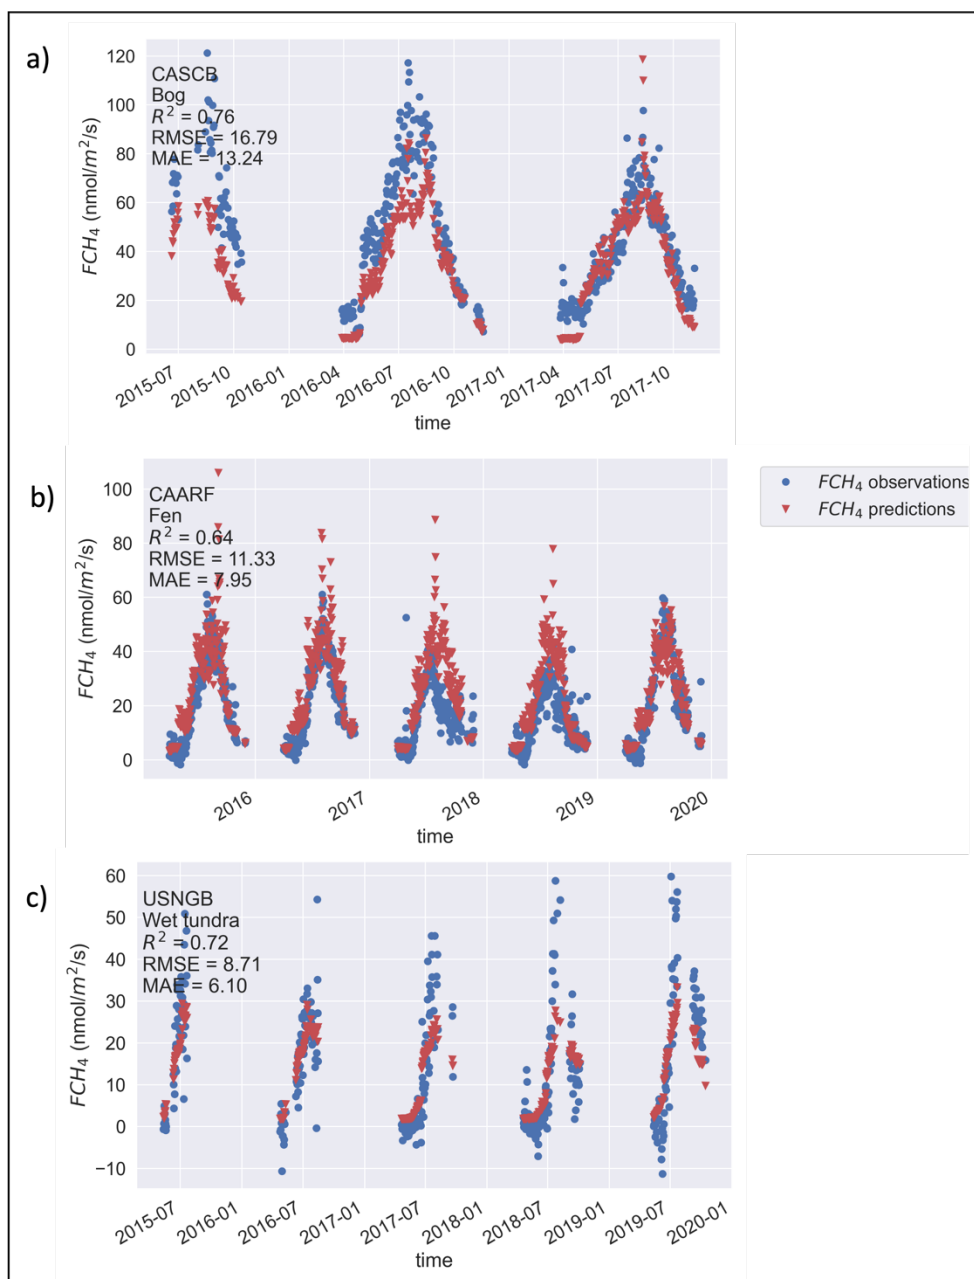 a)
CASCB
Bog
R² = 0.76
RMSE = 16.79
MAE = 13.24
FCH₄ (nmol/m²/s)
120
100
80
60
40
20
0
2015-07
2015-10
2016-01
2016-04
2016-07
2016-10
2017-01
2017-04
2017-07
2017-10
time
b)
CAARF
Fen
R² = 0.64
RMSE = 11.33
MAE = 7.95
FCH₄ (nmol/m²/s)
100
80
60
40
20
0
2016
2017
2018
2019
2020
time
FCH₄ observations
FCH₄ predictions
c)
USNGB
Wet tundra
R² = 0.72
RMSE = 8.71
MAE = 6.10
FCH₄ (nmol/m²/s)
60
50
40
30
20
10
0
−10
2015-07
2016-01
2016-07
2017-01
2017-07
2018-01
2018-07
2019-01
2019-07
2020-01
time